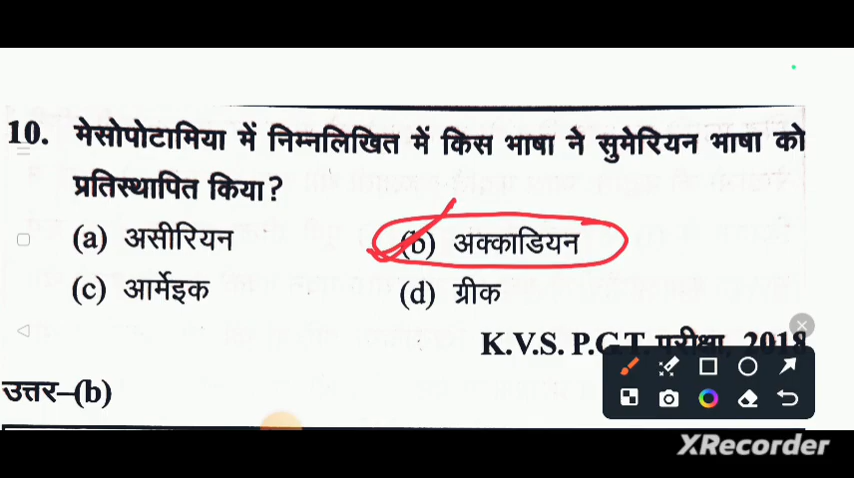 10. मेसोपोटामिया में निम्नलिखित में किस भाषा ने सुमेरियन भाषा को
प्रतिस्थापित किया?
(a) असीरियन (b) अक्काडियन
(c) आर्मेइक (d) ग्रीक
K.V.S. P.G.T. परीक्षा, 2018
उत्तर–(b)
XRecorder